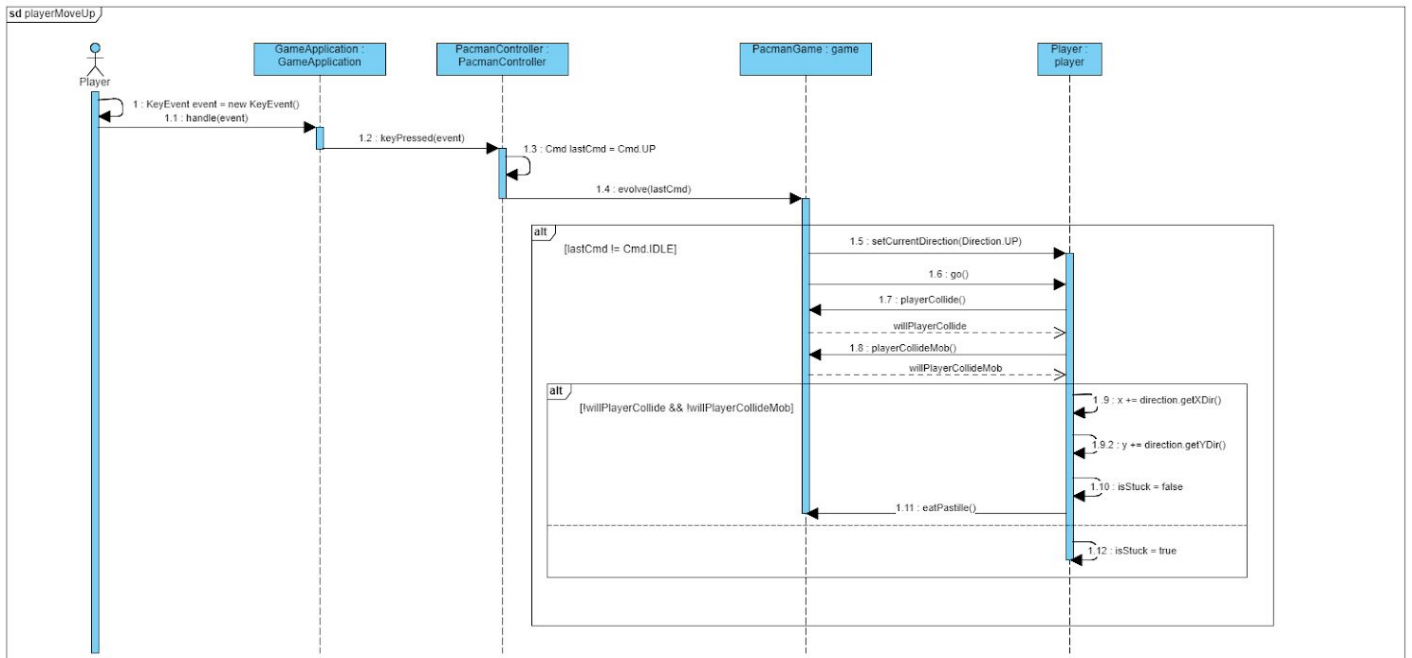 sd playerMoveUp
GameApplication :
GameApplication
PacmanController :
PacmanController
PacmanGame : game
Player :
player
Player
1 : KeyEvent event = new KeyEvent()
1.1 : handle(event)
1.2 : keyPressed(event)
1.3 : Cmd lastCmd = Cmd.UP
1.4 : evolve(lastCmd)
alt
[lastCmd != Cmd.IDLE]
1.5 : setCurrentDirection(Direction.UP)
1.6 : go()
1.7 : playerCollide()
willPlayerCollide
1.8 : playerCollideMob()
willPlayerCollideMob
alt
[!willPlayerCollide && !willPlayerCollideMob]
1.9 : x += direction.getXDir()
1.9.2 : y += direction.getYDir()
1.10 : isStuck = false
1.11 : eatPastille()
1.12 : isStuck = true